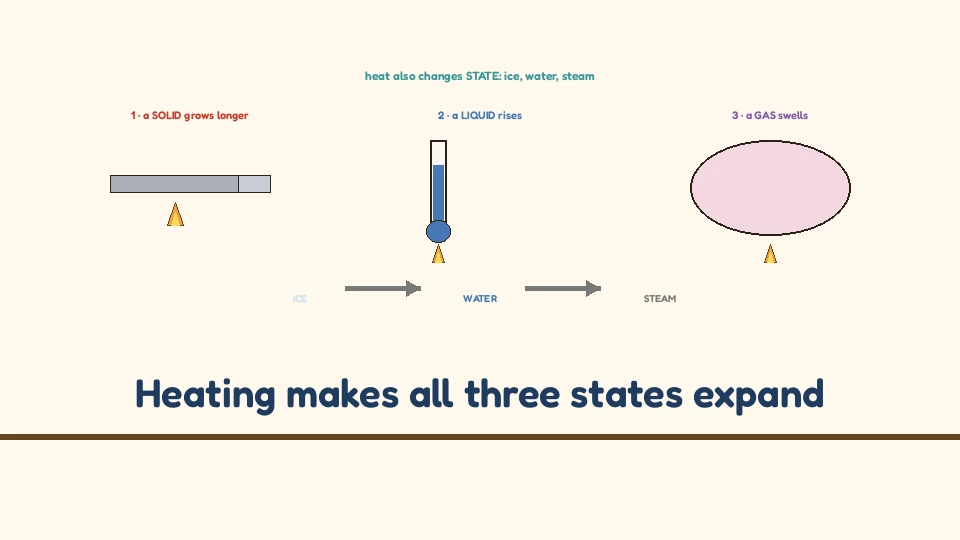 heat also changes STATE: ice, water, steam
1 · a SOLID grows longer
2 · a LIQUID rises
3 · a GAS swells
ICE
WATER
STEAM
Heating makes all three states expand